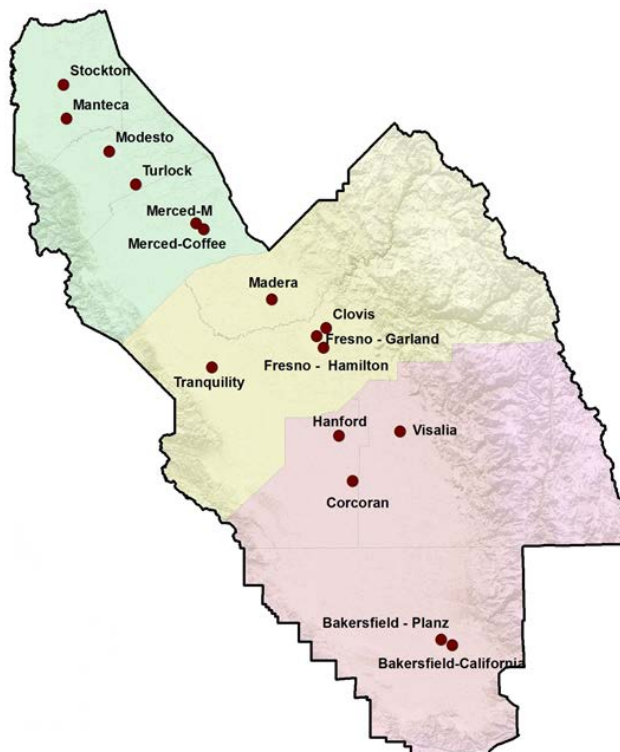 Stockton
Manteca
Modesto
Turlock
Merced-M
Merced-Coffee
Madera
Clovis
Fresno - Garland
Fresno - Hamilton
Tranquility
Hanford
Visalia
Corcoran
Bakersfield - Planz
Bakersfield-California